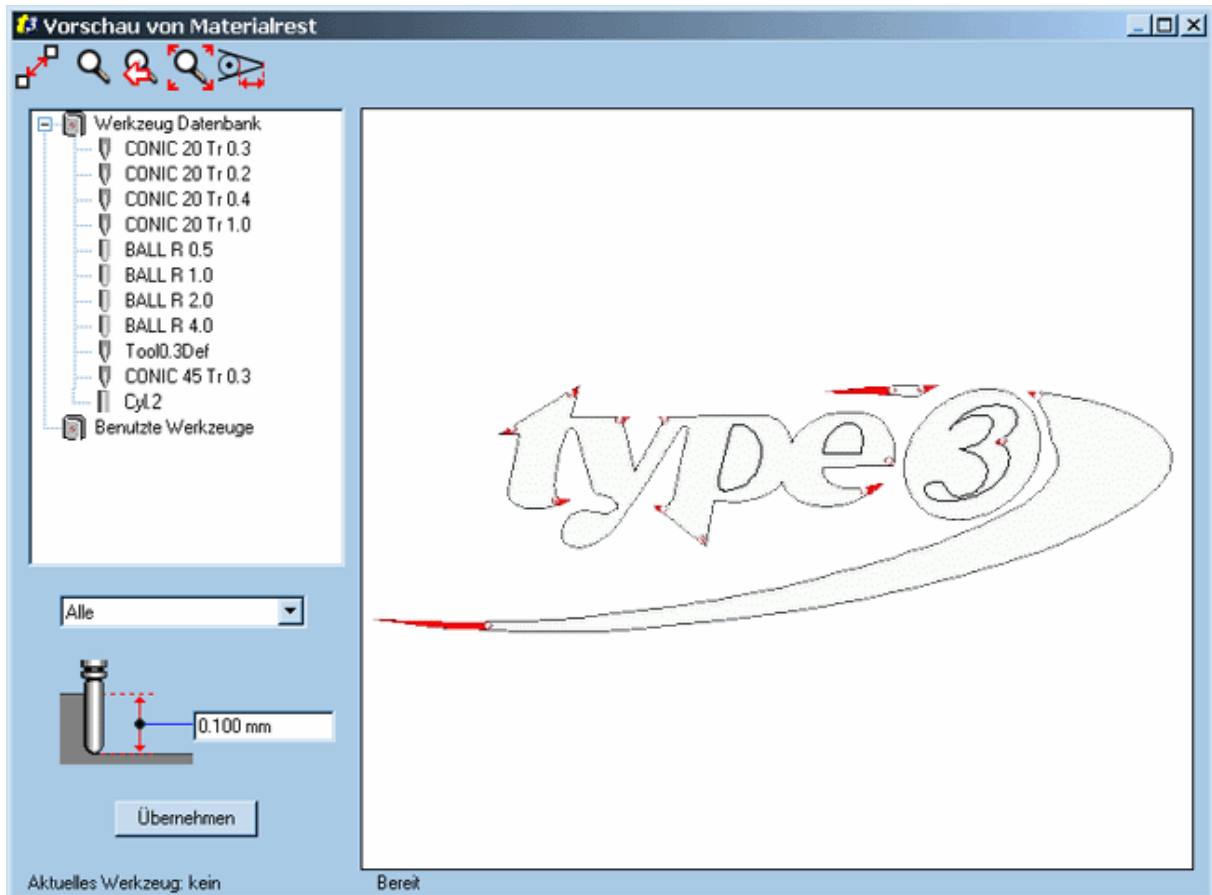 Vorschau von Materialrest
Werkzeug Datenbank
CONIC 20 Tr 0.3
CONIC 20 Tr 0.2
CONIC 20 Tr 0.4
CONIC 20 Tr 1.0
BALL R 0.5
BALL R 1.0
BALL R 2.0
BALL R 4.0
Tool0.3Def
CONIC 45 Tr 0.3
Cyl.2
Benutzte Werkzeuge
Alle
0.100 mm
Übernehmen
Aktuelles Werkzeug: kein
type3
Bereit